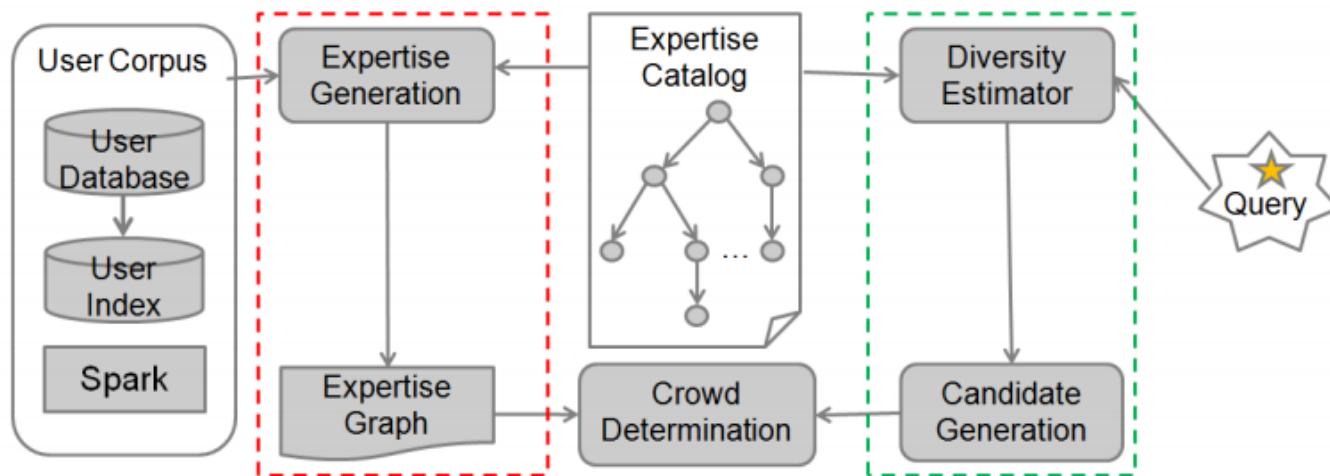 User Corpus
User
Database
User
Index
Spark
Expertise
Generation
Expertise
Graph
Expertise
Catalog
...
Crowd
Determination
Diversity
Estimator
Candidate
Generation
Query